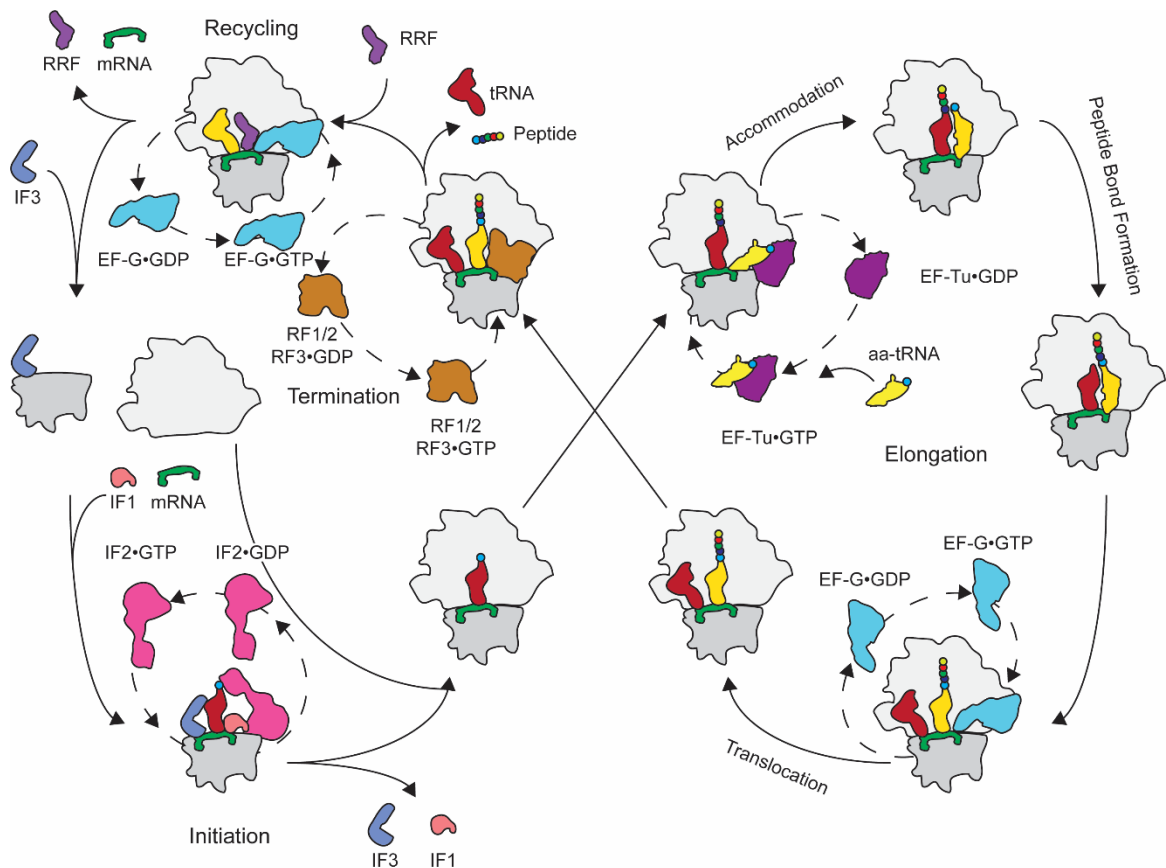 Recycling
RRF
mRNA
RRF
tRNA
Peptide
IF3
EF-G•GDP
EF-G•GTP
RF1/2
RF3•GDP
Termination
RF1/2
RF3•GTP
Accommodation
Peptide Bond Formation
EF-Tu•GDP
aa-tRNA
EF-Tu•GTP
Elongation
IF1
mRNA
IF2•GTP
IF2•GDP
EF-G•GTP
EF-G•GDP
Translocation
Initiation
IF3
IF1